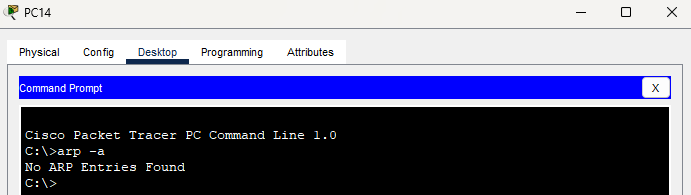 PC14
Physical Config Desktop Programming Attributes
Command Prompt X
Cisco Packet Tracer PC Command Line 1.0
C:\>arp -a
No ARP Entries Found
C:\>